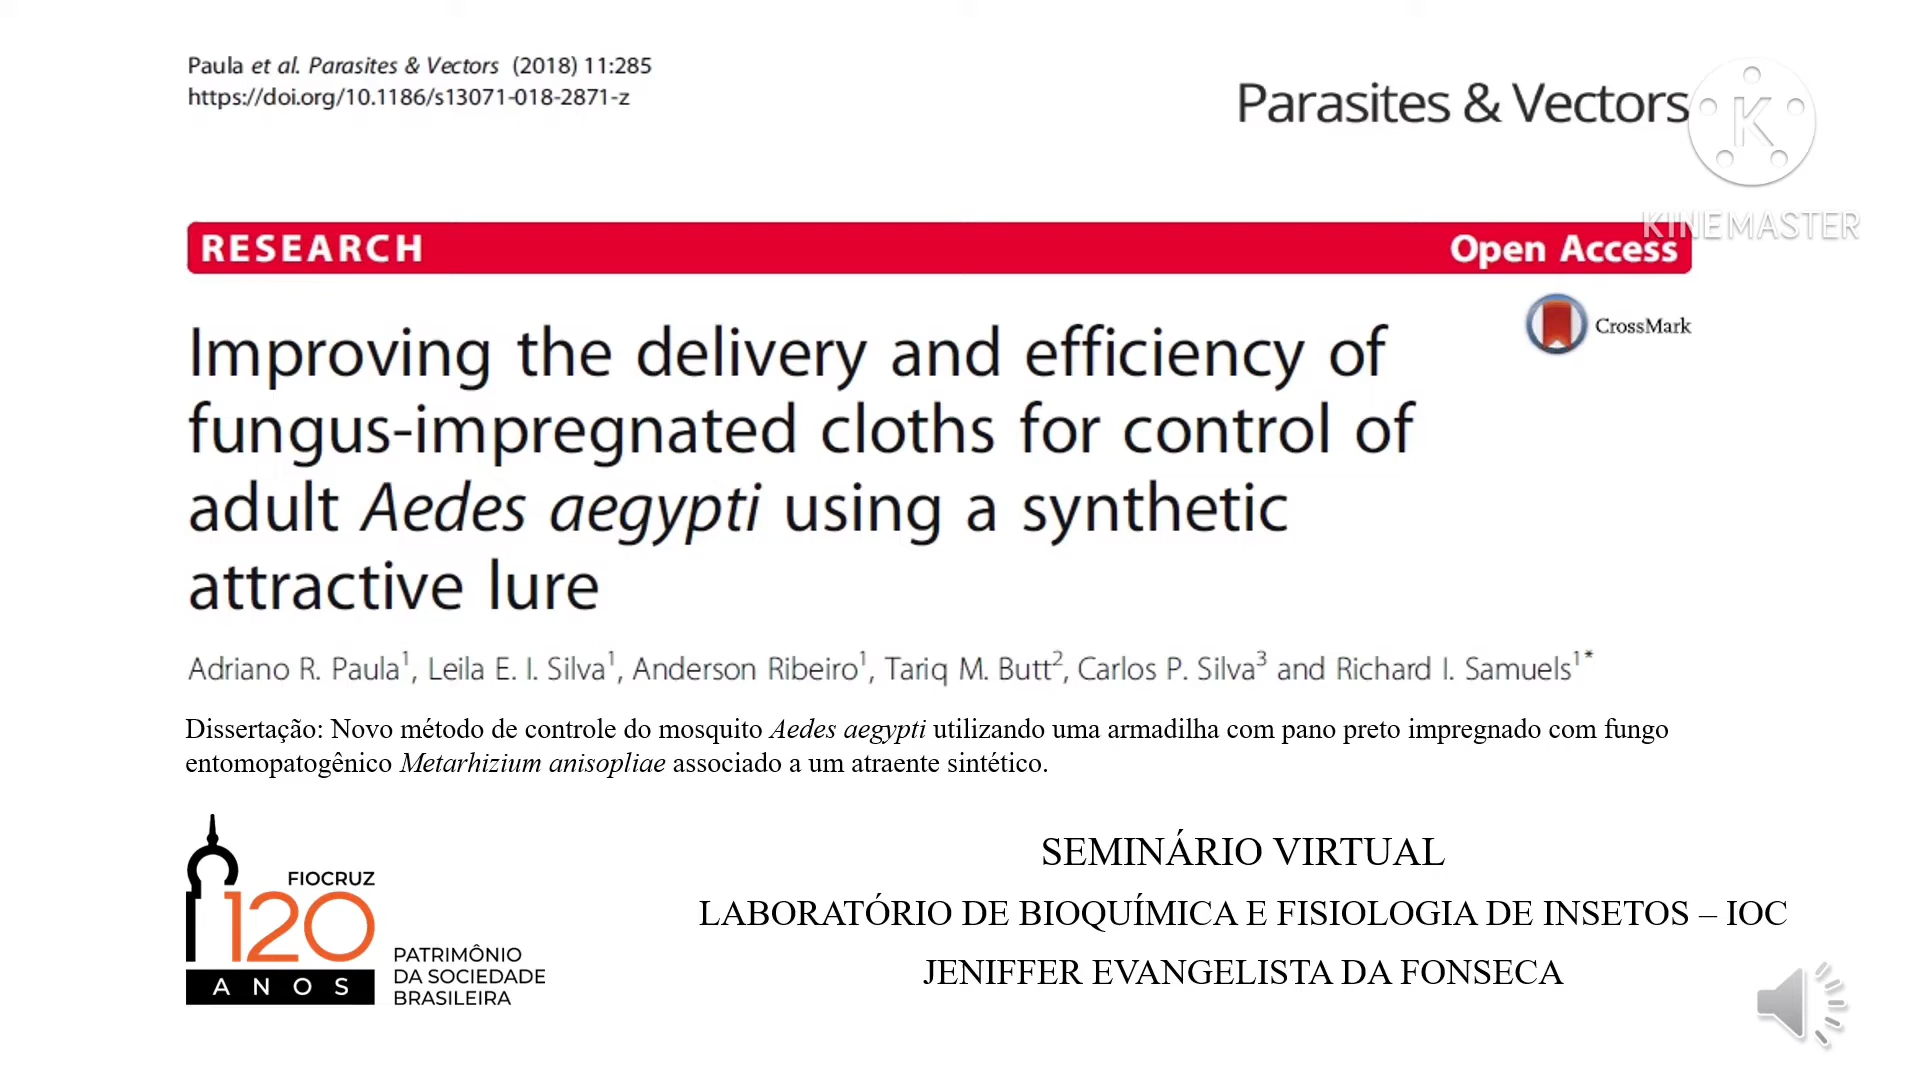 Paula et al. Parasites & Vectors (2018) 11:285
https://doi.org/10.1186/s13071-018-2871-z
Parasites & Vectors
K
KINEMASTER
RESEARCH
Open Access
CrossMark
Improving the delivery and efficiency of
fungus-impregnated cloths for control of
adult Aedes aegypti using a synthetic
attractive lure
Adriano R. Paula1, Leila E. I. Silva1, Anderson Ribeiro1, Tariq M. Butt2, Carlos P. Silva3 and Richard I. Samuels1*
Dissertação: Novo método de controle do mosquito Aedes aegypti utilizando uma armadilha com pano preto impregnado com fungo
entomopatogênico Metarhizium anisopliae associado a um atraente sintético.
FIOCRUZ
120
ANOS
PATRIMÔNIO
DA SOCIEDADE
BRASILEIRA
SEMINÁRIO VIRTUAL
LABORATÓRIO DE BIOQUÍMICA E FISIOLOGIA DE INSETOS – IOC
JENIFFER EVANGELISTA DA FONSECA